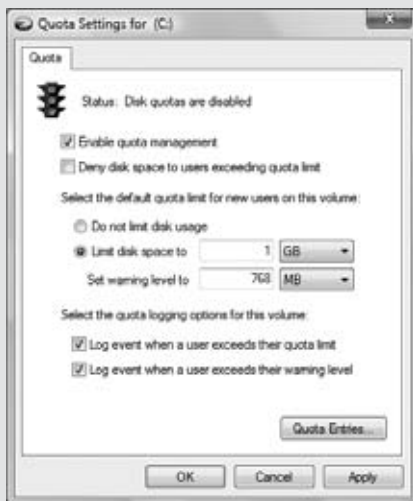 Quota Settings for (C:)
Quota
Status: Disk quotas are disabled
Enable quota management
Deny disk space to users exceeding quota limit
Select the default quota limit for new users on this volume:
Do not limit disk usage
Limit disk space to 1 GB
Set warning level to 768 MB
Select the quota logging options for this volume:
Log event when a user exceeds their quota limit
Log event when a user exceeds their warning level
Quota Entries...
OK Cancel Apply